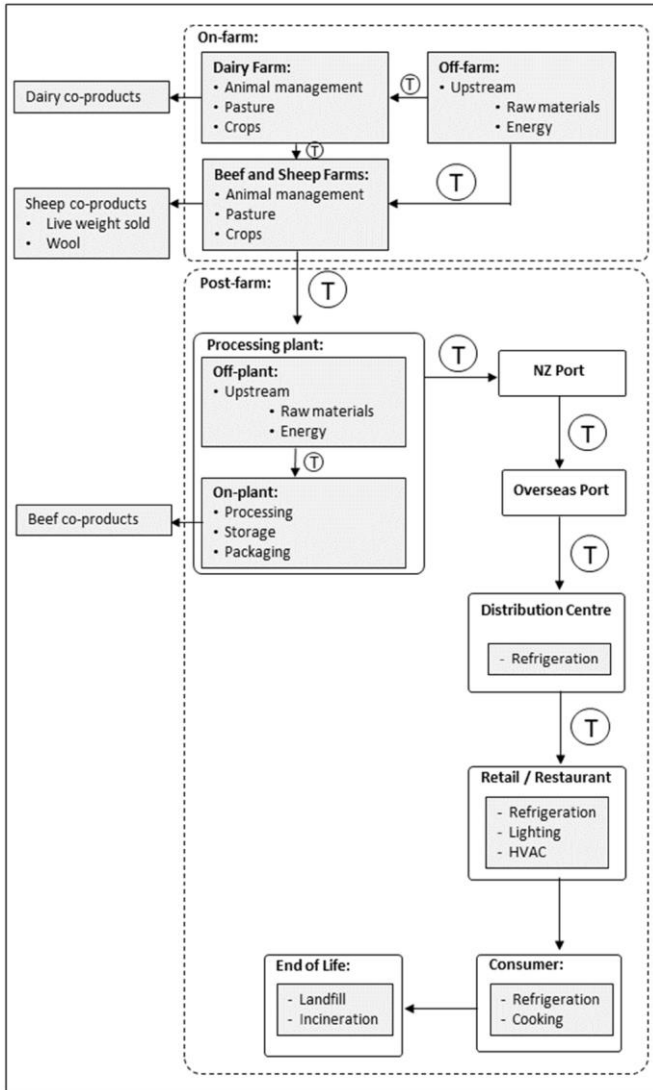 On-farm:
Dairy Farm:
• Animal management
• Pasture
• Crops
T
Off-farm:
• Upstream
• Raw materials
• Energy
Dairy co-products
T
T
Beef and Sheep Farms:
• Animal management
• Pasture
• Crops
Sheep co-products
• Live weight sold
• Wool
T
Post-farm:
Processing plant:
Off-plant:
• Upstream
• Raw materials
• Energy
T
On-plant:
• Processing
• Storage
• Packaging
Beef co-products
T
NZ Port
T
Overseas Port
T
Distribution Centre
- Refrigeration
T
Retail / Restaurant
- Refrigeration
- Lighting
- HVAC
Consumer:
- Refrigeration
- Cooking
End of Life:
- Landfill
- Incineration